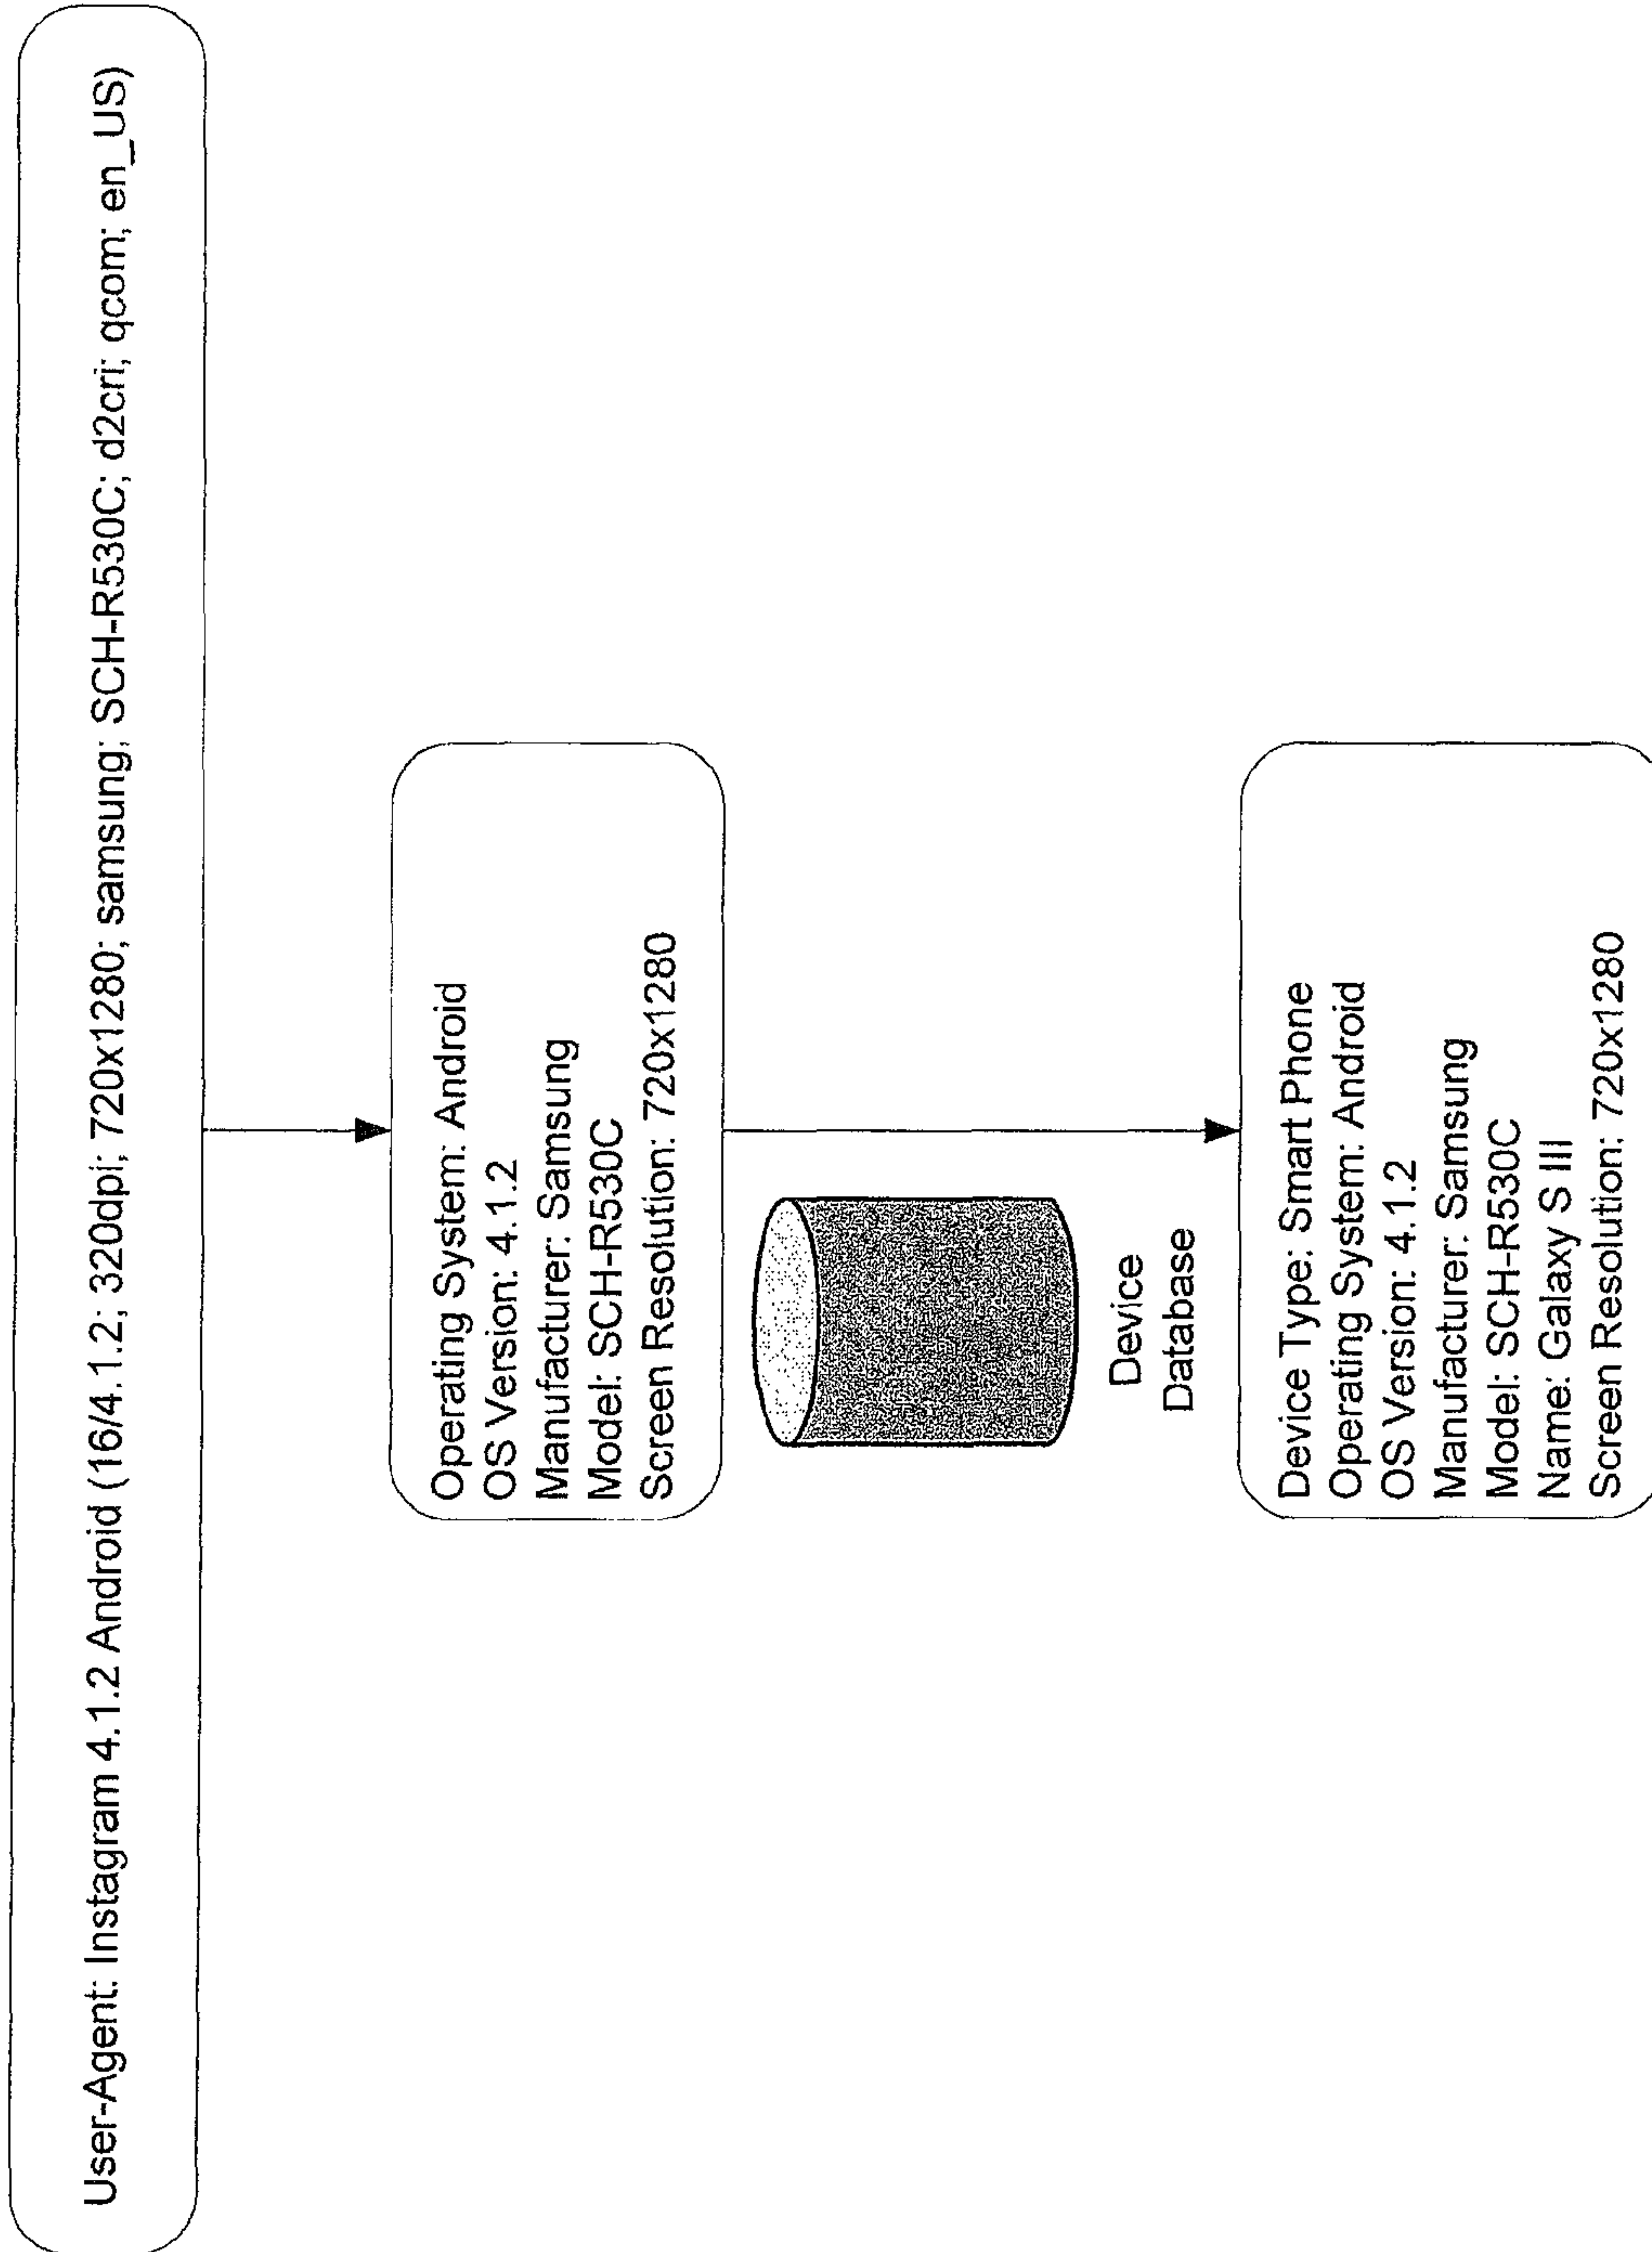 User-Agent: Instagram 4.1.2 Android (16/4.1.2; 320dpi; 720x1280; samsung; SCH-R530C; d2cri; qcom; en_US)
Operating System: Android
OS Version: 4.1.2
Manufacturer: Samsung
Model: SCH-R530C
Screen Resolution: 720x1280
Device
Database
Device Type: Smart Phone
Operating System: Android
OS Version: 4.1.2
Manufacturer: Samsung
Model: SCH-R530C
Name: Galaxy S III
Screen Resolution: 720x1280